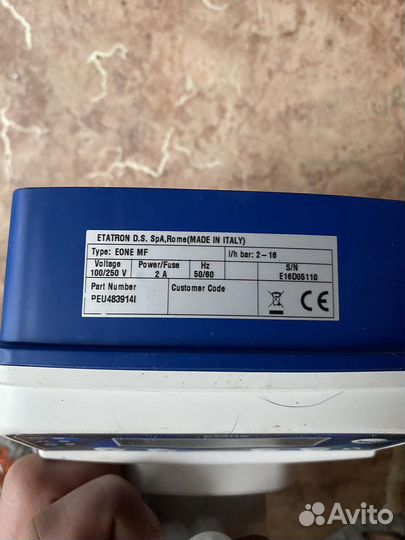 ETATRON D.S. SpA,Rome(MADE IN ITALY)
Type: EONE MF l/h bar: 2-16
Voltage Power/Fuse Hz S/N
100/250 V 2 A 50/60 E16D05110
Part Number Customer Code
PEU483914I
CE
Avito